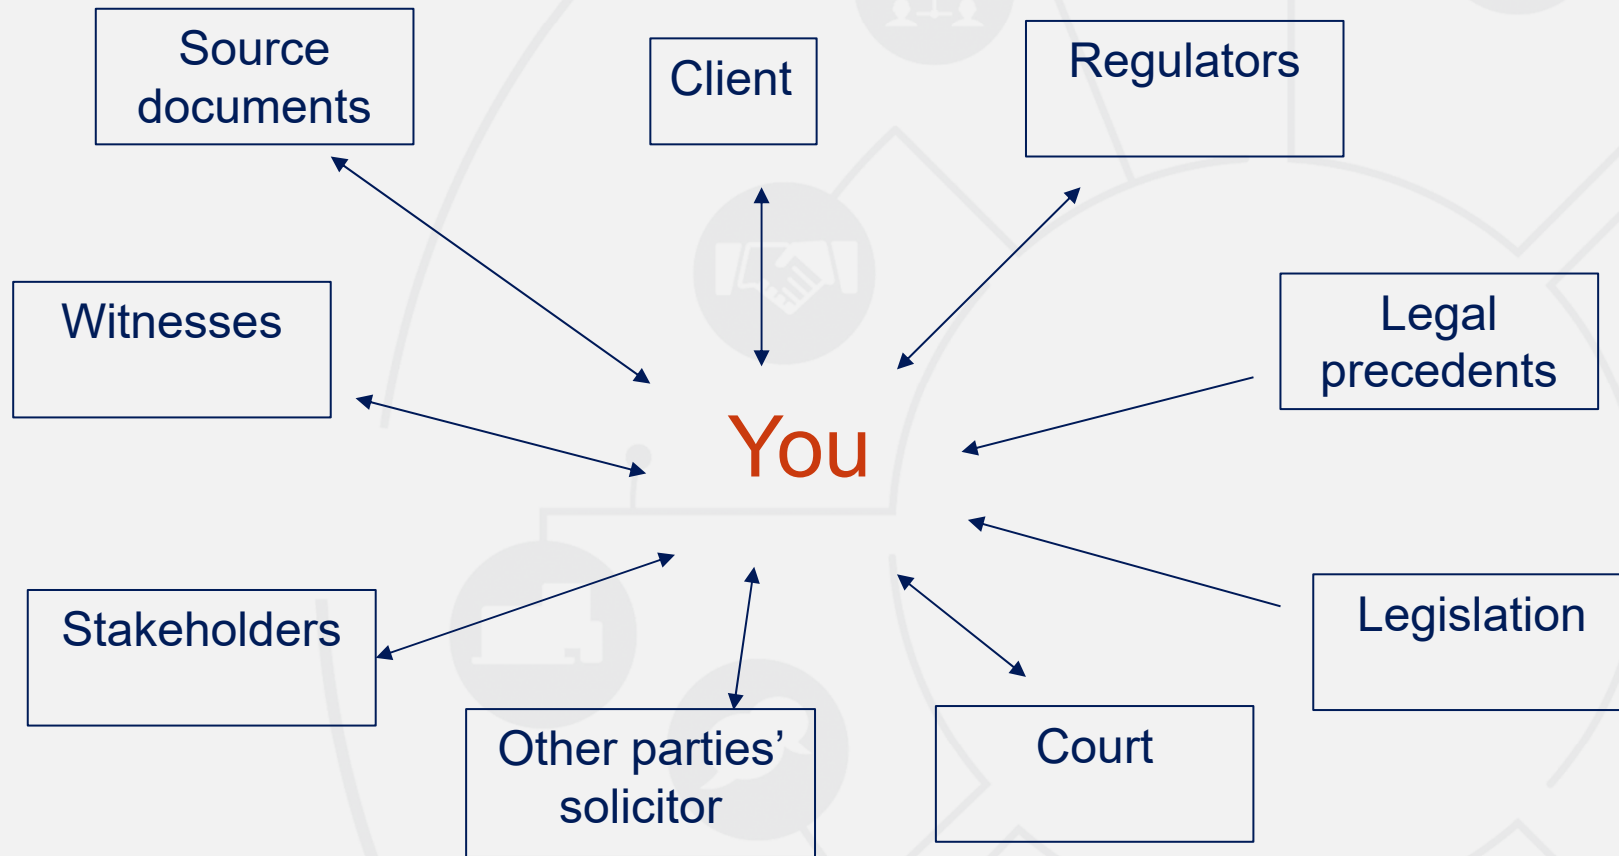 Source
documents
Client
Regulators
Witnesses
Legal
precedents
You
Stakeholders
Legislation
Other parties’
solicitor
Court